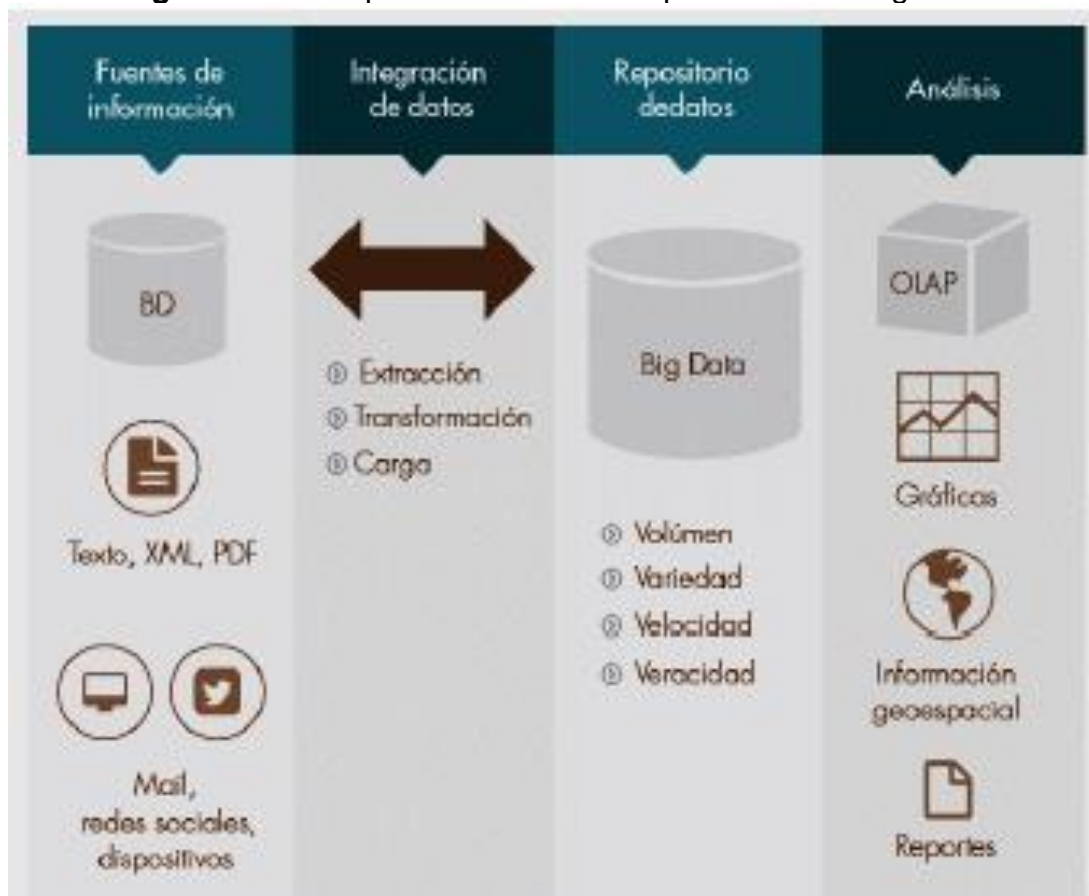 Fuentes de
información
Integración
de datos
Repositorio
dedatos
Análisis
BD
Texto, XML, PDF
Mail,
redes sociales,
dispositivos
Extracción
Transformación
Carga
Big Data
Volúmen
Variedad
Velocidad
Veracidad
OLAP
Gráficas
Información
geoespacial
Reportes